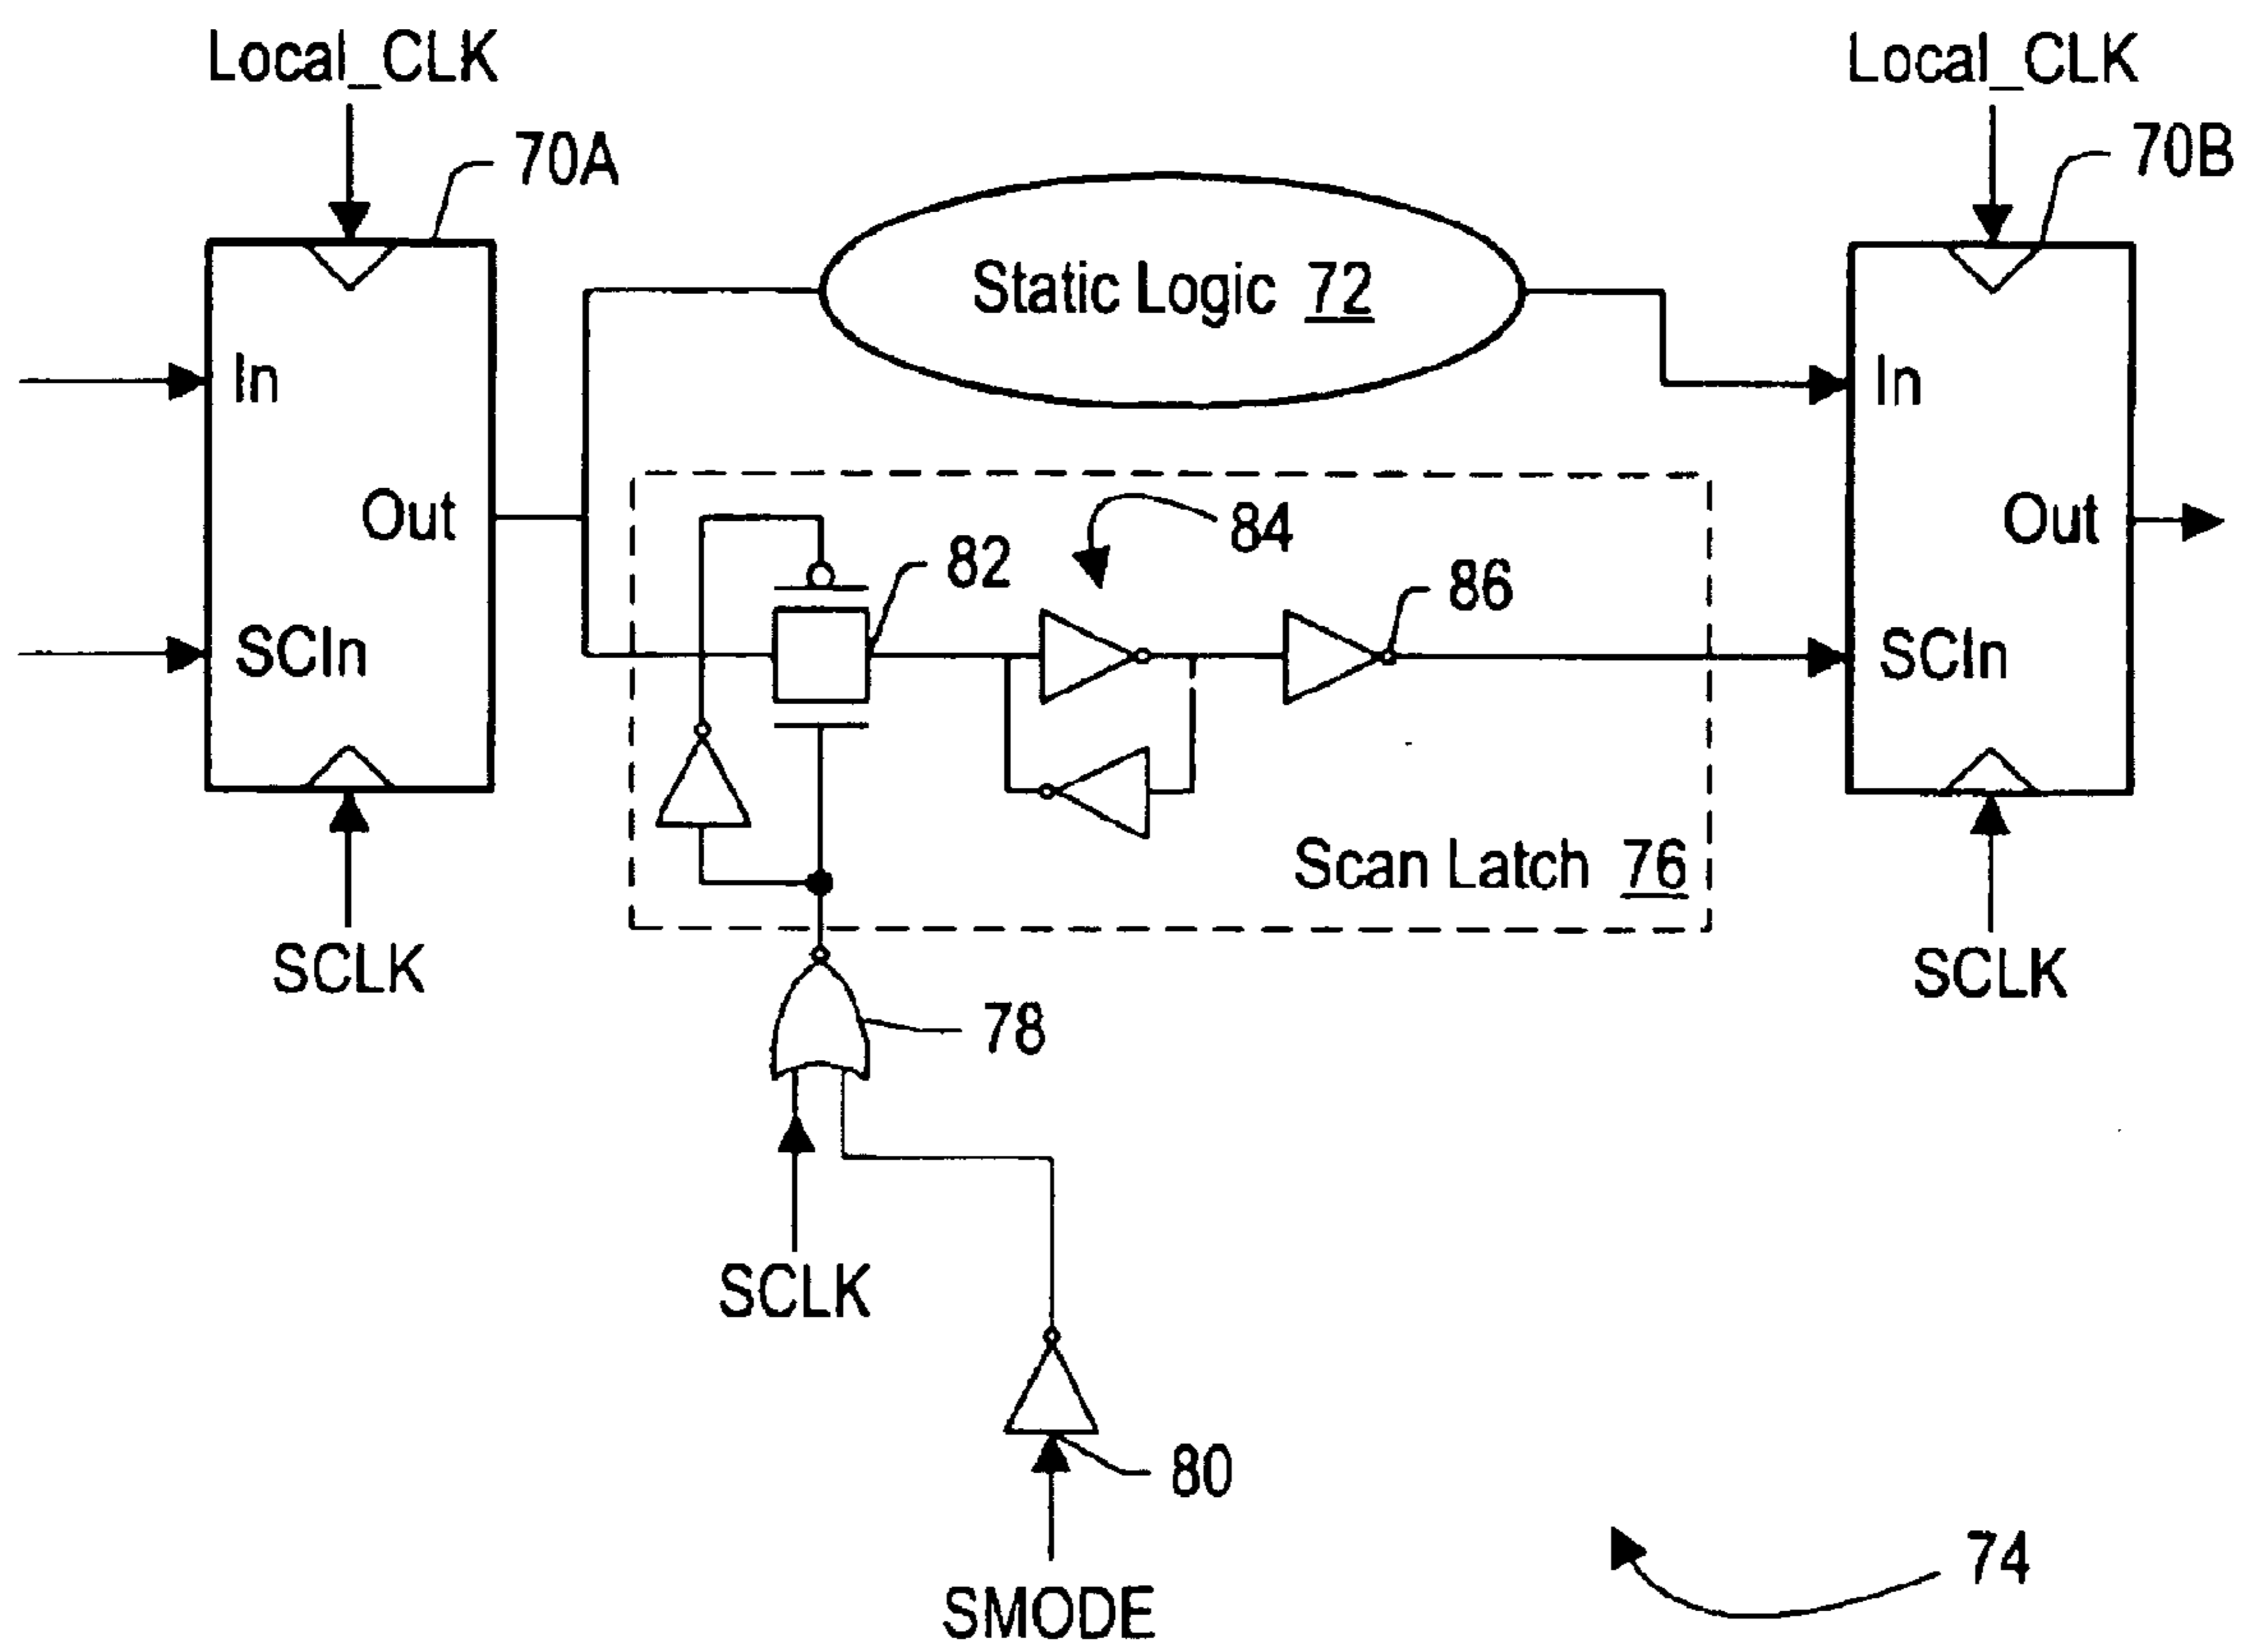 Local_CLK
Local_CLK
70A
70B
Static Logic 72
In
In
Out
84
Out
82
86
SCIn
SCIn
Scan Latch 76
SCLK
SCLK
78
SCLK
80
74
SMODE